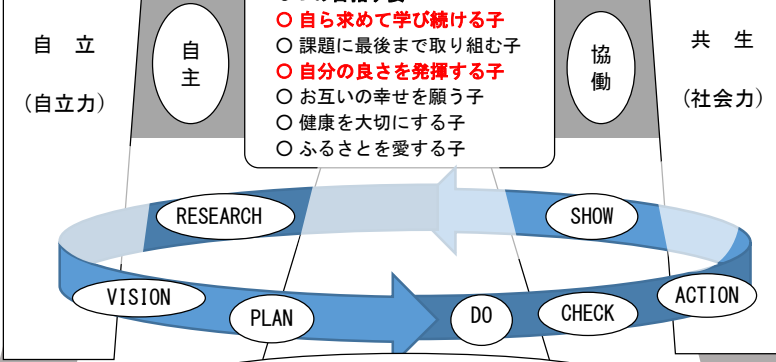 〇 自ら求めて学び続ける子
〇 課題に最後まで取り組む子
〇 自分の良さを発揮する子
〇 お互いの幸せを願う子
〇 健康を大切にする子
〇 ふるさとを愛する子
自 立
(自立力)
自主
協働
共 生
(社会力)
RESEARCH
SHOW
VISION
PLAN
DO
CHECK
ACTION